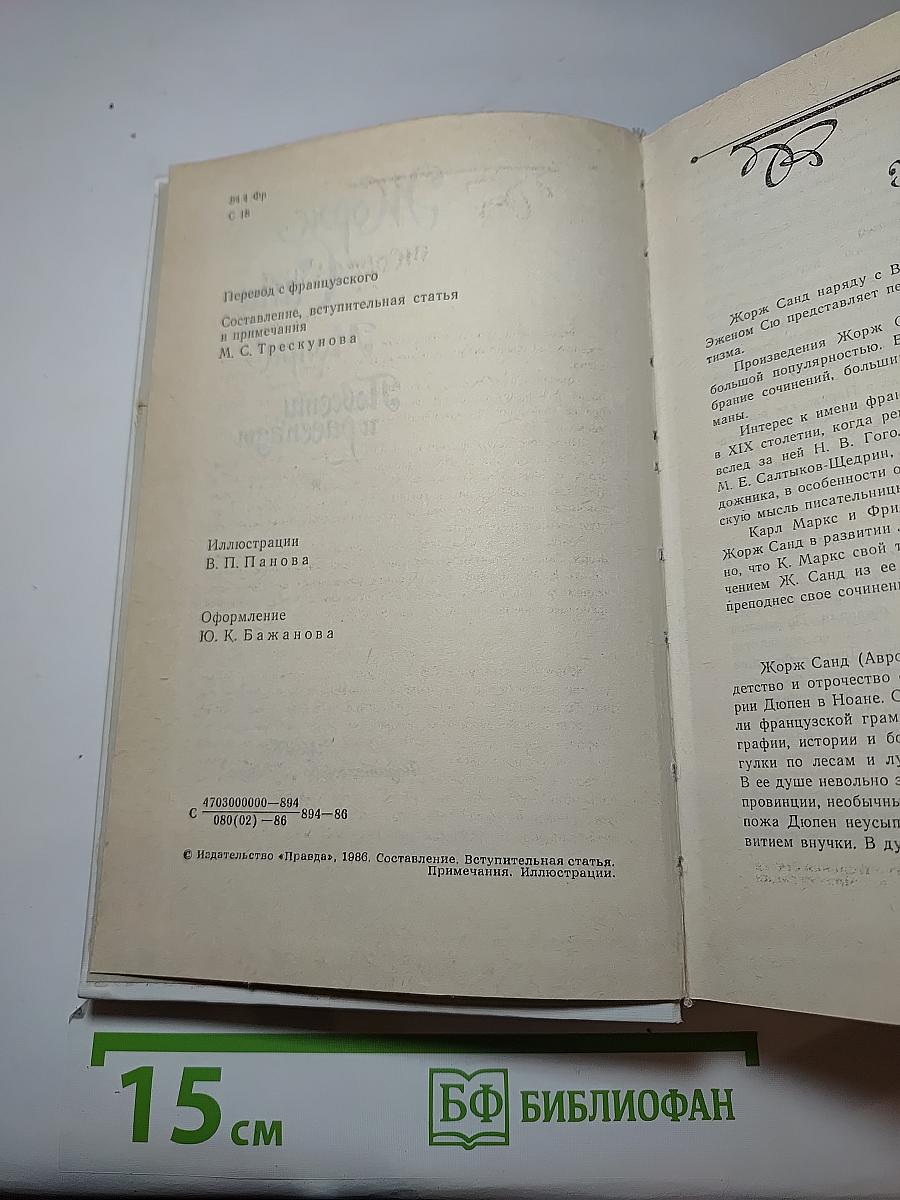 84 4 Фр
С 18
Перевод с французского
Составление, вступительная статья
и примечания
М. С. Трескунова
Иллюстрации
В. П. Панова
Оформление
Ю. К. Бажанова
С 4703000000—894
080(02)—86
894—86
© Издательство «Правда», 1986. Составление. Вступительная статья.
Примечания. Иллюстрации.
Жорж Санд наряду с В
Эженом Сю представляет пе
тизма.
Произведения Жорж С
большой популярностью. В
брание сочинений, больши
маны.
Интерес к имени фран
в XIX столетии, когда ре
вслед за ней Н. В. Гогол
М. Е. Салтыков-Щедрин,
дожника, в особенности о
скую мысль писательницы
Карл Маркс и Фри
Жорж Санд в развитии
но, что К. Маркс свой т
чением Ж. Санд из ее
преподнес свое сочинени
Жорж Санд (Авро
детство и отрочество
рии Дюпен в Ноане. С
ли французской грам
графии, истории и бо
гулки по лесам и лу
В ее душе невольно з
провинции, необычны
пожа Дюпен неусып
витием внучки. В ду
15 см
БФ БИБЛИОФАН